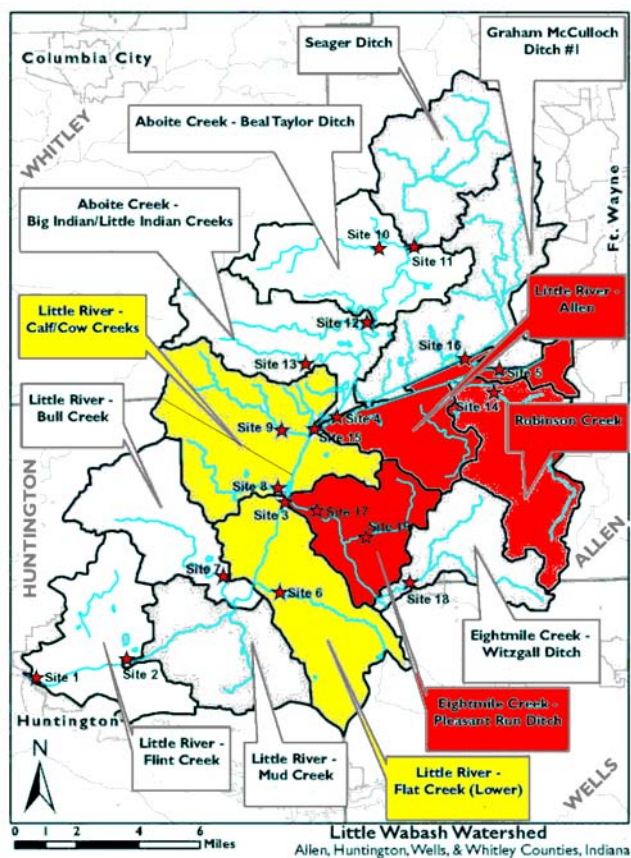 Seager Ditch
Graham McCulloch
Ditch #1
Columbia City
WHITLEY
Aboite Creek - Beal Taylor Ditch
Ft. Wayne
Aboite Creek -
Big Indian/Little Indian Creeks
Site 10
Site 11
Little River -
Allen
Little River -
Calf/Cow Creeks
Site 12
Site 16
Site 13
Site 5
Little River -
Bull Creek
Site 14
Site 4
Robinson Creek
Site 9
Site 15
HUNTINGTON
Site 8
Site 3
Site 17
ALLEN
Site 7
Site 6
Site 18
Eightmile Creek -
Witzgall Ditch
Site 1
Site 2
Eightmile Creek -
Pleasant Run Ditch
Huntington
Little River -
Flint Creek
Little River -
Mud Creek
Little River -
Flat Creek (Lower)
N
WELLS
0 1 2 4 6
Miles
Little Wabash Watershed
Allen, Huntington, Wells, & Whitley Counties, Indiana